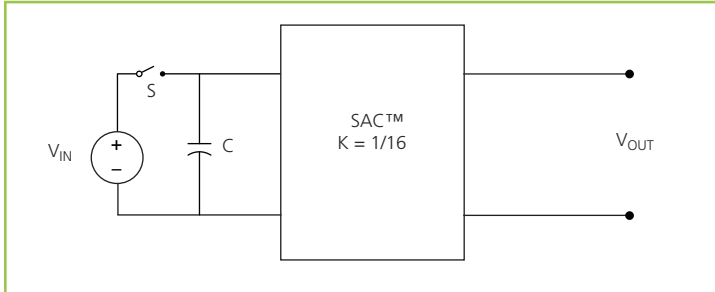 S
SAC™
K = 1/16
V_IN
+
−
C
V_OUT